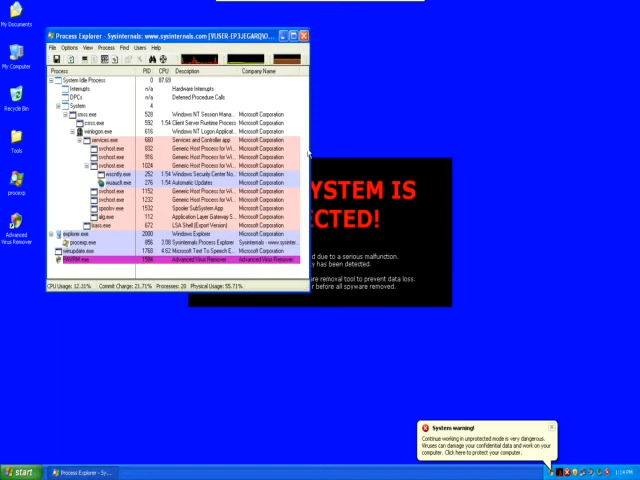 My Documents
My Computer
Recycle Bin
Tools
procexp
Advanced
Virus Remover
Process Explorer - Sysinternals: www.sysinternals.com
File Options View Process Find Users Help
Process PID CPU Description Company Name
System Idle Process 0 87.69
Interrupts n/a Hardware Interrupts
DPCs n/a Deferred Procedure Calls
System 4
smss.exe 528 Windows NT Session Mana... Microsoft Corporation
csrss.exe 592 1.54 Client Server Runtime Process Microsoft Corporation
winlogon.exe 616 Windows NT Logon Applicat... Microsoft Corporation
services.exe 660 Services and Controller app Microsoft Corporation
svchost.exe 832 Generic Host Process for Wi... Microsoft Corporation
svchost.exe 916 Generic Host Process for Wi... Microsoft Corporation
svchost.exe 1024 Generic Host Process for Wi... Microsoft Corporation
wscntfy.exe 252 1.54 Windows Security Center No... Microsoft Corporation
wuauclt.exe 276 1.54 Automatic Updates Microsoft Corporation
svchost.exe 1152 Generic Host Process for Wi... Microsoft Corporation
svchost.exe 1232 Generic Host Process for Wi... Microsoft Corporation
spoolsv.exe 1532 Spooler SubSystem App Microsoft Corporation
alg.exe 112 Application Layer Gateway S... Microsoft Corporation
lsass.exe 672 LSA Shell (Export Version) Microsoft Corporation
explorer.exe 2000 Windows Explorer Microsoft Corporation
procexp.exe 856 3.08 Sysinternals Process Explorer Sysinternals - www.sysinter...
winupdate.exe 1768 4.62 Microsoft Text To Speech E... Microsoft Corporation
1584 Advanced Virus Remover Advanced Virus Remover
CPU Usage: 12.31% Commit Charge: 21.71% Processes: 20 Physical Usage: 55.71%
YSTEM IS
ECTED!
d due to a serious malfunction.
y has been detected.
are removal tool to prevent data loss.
r before all spyware removed.
System warning!
Continue working in unprotected mode is very dangerous.
Viruses can damage your confidential data and work on your
computer. Click here to protect your computer.
start Process Explorer - Sy... 1:14 PM